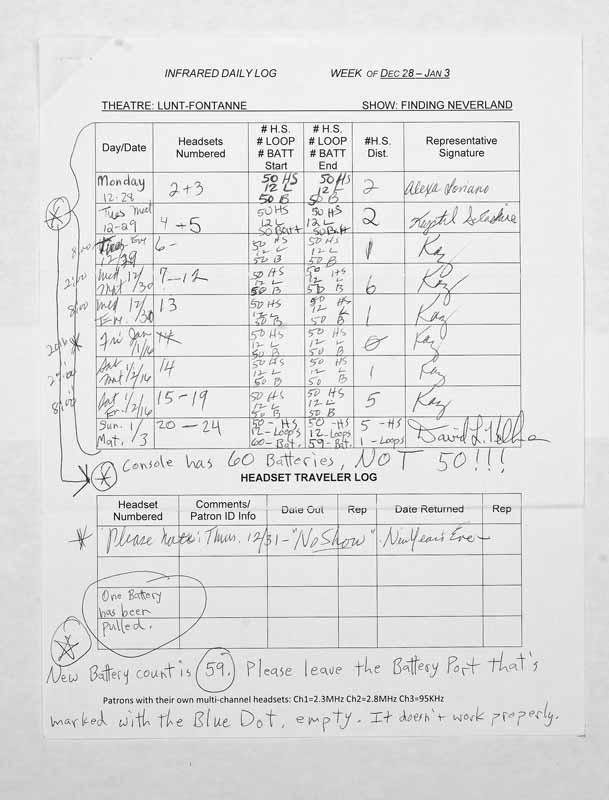 INFRARED DAILY LOG WEEK OF DEC 28 – JAN 3
THEATRE: LUNT-FONTANNE SHOW: FINDING NEVERLAND
Day/Date Headsets Numbered # H.S. # LOOP # BATT Start # H.S. # LOOP # BATT End #H.S. Dist. Representative Signature
Monday 12-28 2+3 50 HS 12 L 50 B 50 HS 12 L 50 B 2 Alexa
Tues Mat 12-29 4+5 50 HS 12 L 50 Batt 50 HS 12 L 50 Batt 2 Krystal
8:00 Tues Eve 12/29 6- 50 HS 12 L 50 B 50 HS 12 L 50 B 1 Kay
2:00 Wed 12/30 Mat 7-12 50 HS 12 L 50 B 50 HS 12 L 50 B 6 Kay
8:00 Wed 12/30 Ev. 13 50 HS 12 L 50 B 50 HS 12 L 50 B 1 Kay
* Fri Jan 1/1/16 50 HS 12 L 50 B 50 HS 12 L 50 B 0 Kay
Sat Mat 1/2/16 14 50 HS 12 L 50 B 50 HS 12 L 50 B 1 Kay
8:00 Sat Ev. 1/2/16 15-19 50 HS 12 L 50 B 50 HS 12 L 50 B 5 Kay
Sun. 1/3 Mat. 20-24 50-HS 12-Loops 60-Bat. 50-HS 12-Loops 59-Bat. 5-HS 1-Loops David L.
* Console has 60 Batteries, NOT 50!!!
HEADSET TRAVELER LOG
Headset Numbered Comments/ Patron ID Info Date Out Rep Date Returned Rep
* Please note: Thurs. 12/31 - "No Show" - New Year's Eve -
One Battery
has been
pulled.
New Battery count is 59. Please leave the Battery Port that's
Patrons with their own multi-channel headsets: Ch1=2.3MHz Ch2=2.8MHz Ch3=95KHz
marked with the Blue Dot, empty. It doesn't work properly.